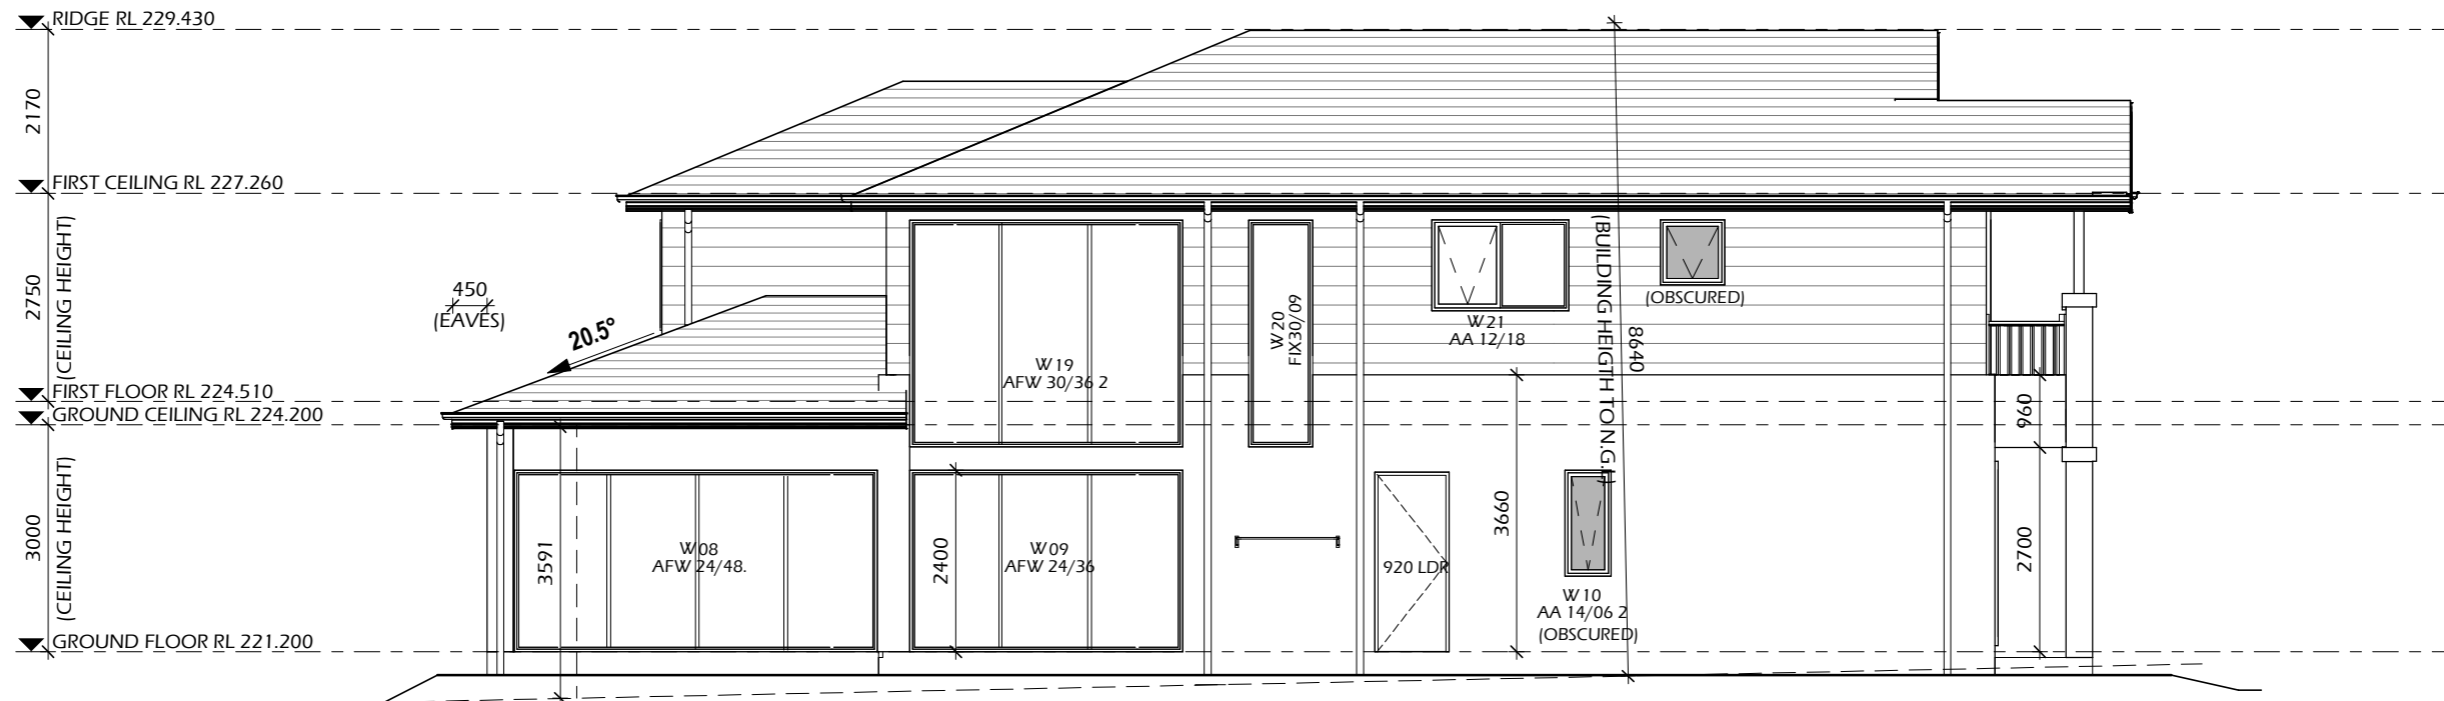 RIDGE RL 229.430
2170
FIRST CEILING RL 227.260
2750
(CEILING HEIGHT)
450
(EAVES)
20.5°
FIRST FLOOR RL 224.510
GROUND CEILING RL 224.200
3000
(CEILING HEIGHT)
GROUND FLOOR RL 221.200
3591
W08
AFW 24/48.
2400
W09
AFW 24/36
W19
AFW 30/36 2
W20
FIX30/09
W21
AA 12/18
(OBSCURED)
(BUILDING HEIGTH TO N.G.L)
8640
3660
920 LDR
W10
AA 14/06 2
(OBSCURED)
960
2700